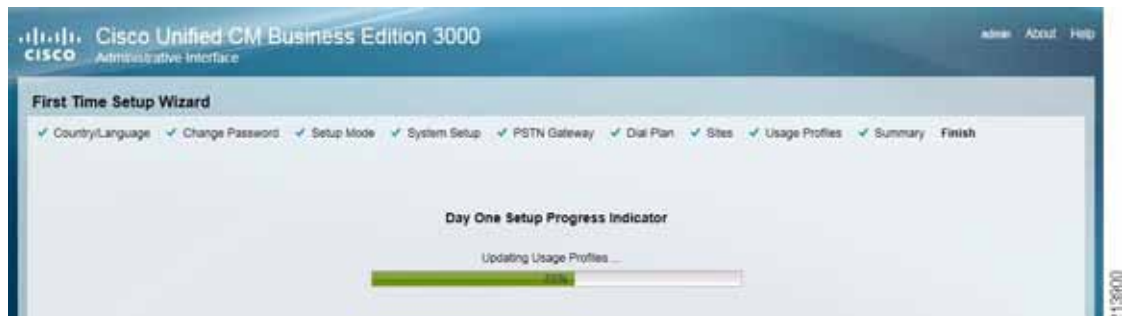 CISCO Cisco Unified CM Business Edition 3000
Administrative Interface
admin About Help
First Time Setup Wizard
✔ Country/Language ✔ Change Password ✔ Setup Mode ✔ System Setup ✔ PSTN Gateway ✔ Dial Plan ✔ Sites ✔ Usage Profiles ✔ Summary Finish
Day One Setup Progress Indicator
Updating Usage Profiles ...
213900